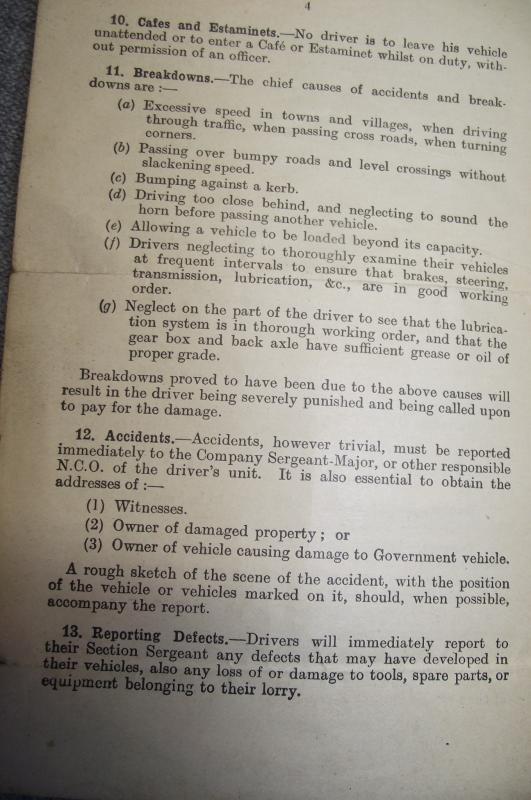 4
10. Cafes and Estaminets.—No driver is to leave his vehicle
unattended or to enter a Café or Estaminet whilst on duty, with-
out permission of an officer.
11. Breakdowns.—The chief causes of accidents and break-
downs are :—
(a) Excessive speed in towns and villages, when driving
through traffic, when passing cross roads, when turning
corners.
(b) Passing over bumpy roads and level crossings without
slackening speed.
(c) Bumping against a kerb.
(d) Driving too close behind, and neglecting to sound the
horn before passing another vehicle.
(e) Allowing a vehicle to be loaded beyond its capacity.
(f) Drivers neglecting to thoroughly examine their vehicles
at frequent intervals to ensure that brakes, steering,
transmission, lubrication, &c., are in good working
order.
(g) Neglect on the part of the driver to see that the lubrica-
tion system is in thorough working order, and that the
gear box and back axle have sufficient grease or oil of
proper grade.
Breakdowns proved to have been due to the above causes will
result in the driver being severely punished and being called upon
to pay for the damage.
12. Accidents.—Accidents, however trivial, must be reported
immediately to the Company Sergeant-Major, or other responsible
N.C.O. of the driver's unit. It is also essential to obtain the
addresses of :—
(1) Witnesses.
(2) Owner of damaged property ; or
(3) Owner of vehicle causing damage to Government vehicle.
A rough sketch of the scene of the accident, with the position
of the vehicle or vehicles marked on it, should, when possible,
accompany the report.
13. Reporting Defects.—Drivers will immediately report to
their Section Sergeant any defects that may have developed in
their vehicles, also any loss of or damage to tools, spare parts, or
equipment belonging to their lorry.